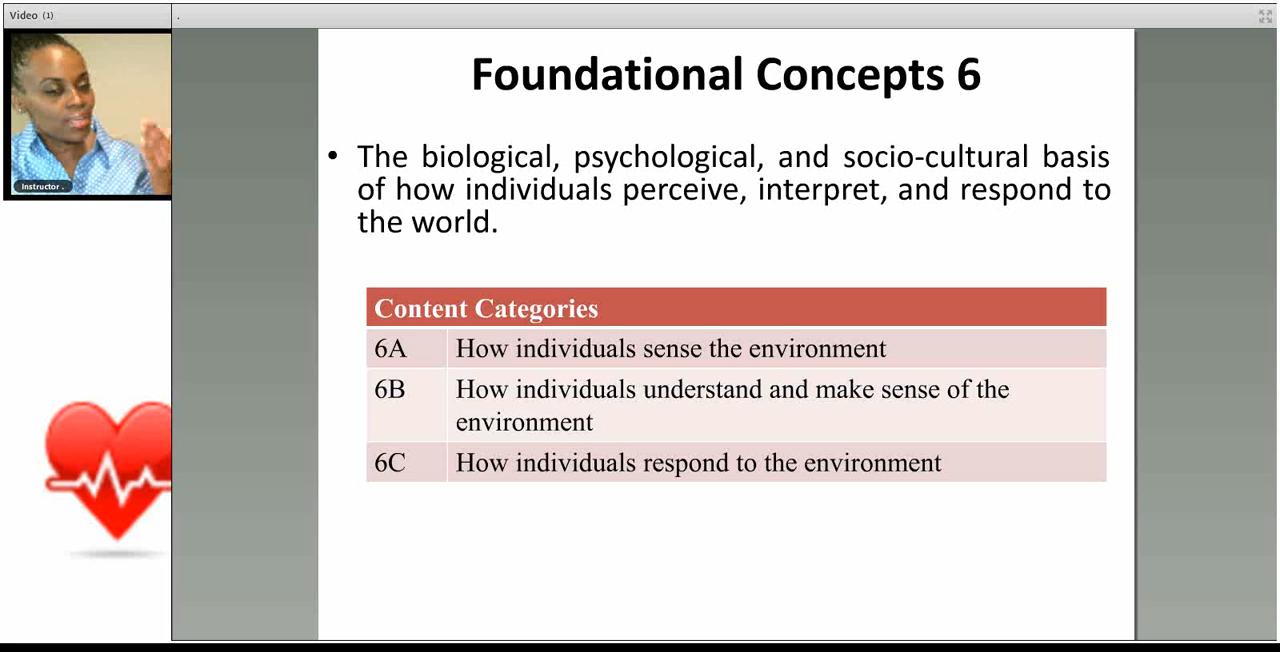 Video (1)
.
Instructor .
Foundational Concepts 6
• The biological, psychological, and socio-cultural basis
of how individuals perceive, interpret, and respond to
the world.
Content Categories
6A How individuals sense the environment
6B How individuals understand and make sense of the
environment
6C How individuals respond to the environment